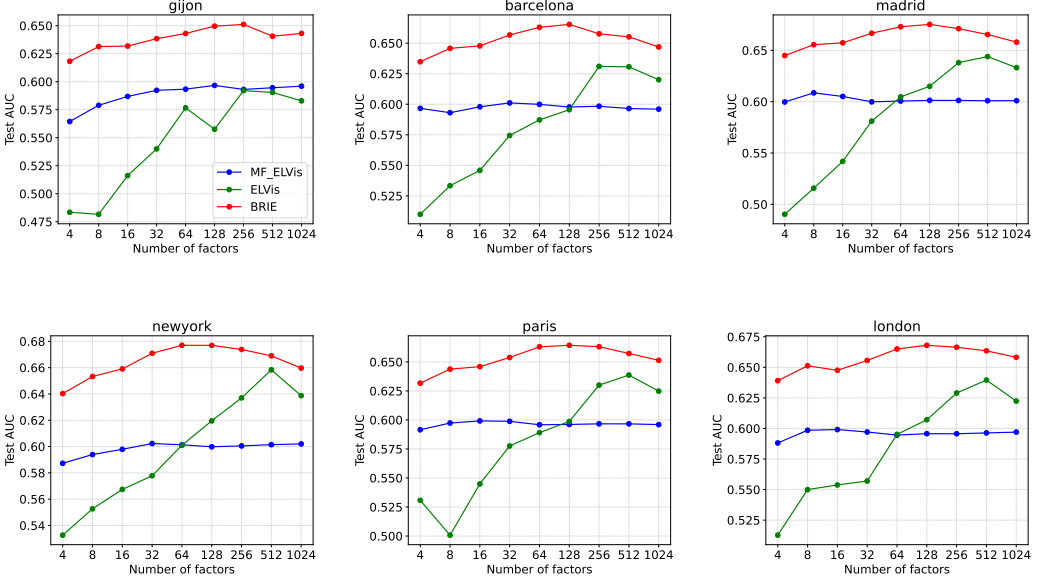 gijon
0.650
0.625
0.600
0.575
0.550
0.525
0.500
0.475
Test AUC
MF_ELVis
ELVis
BRIE
4 8 16 32 64 128 256 512 1024
Number of factors
barcelona
0.650
0.625
0.600
0.575
0.550
0.525
Test AUC
4 8 16 32 64 128 256 512 1024
Number of factors
madrid
0.65
0.60
0.55
0.50
Test AUC
4 8 16 32 64 128 256 512 1024
Number of factors
newyork
0.68
0.66
0.64
0.62
0.60
0.58
0.56
0.54
Test AUC
4 8 16 32 64 128 256 512 1024
Number of factors
paris
0.650
0.625
0.600
0.575
0.550
0.525
0.500
Test AUC
4 8 16 32 64 128 256 512 1024
Number of factors
london
0.675
0.650
0.625
0.600
0.575
0.550
0.525
Test AUC
4 8 16 32 64 128 256 512 1024
Number of factors